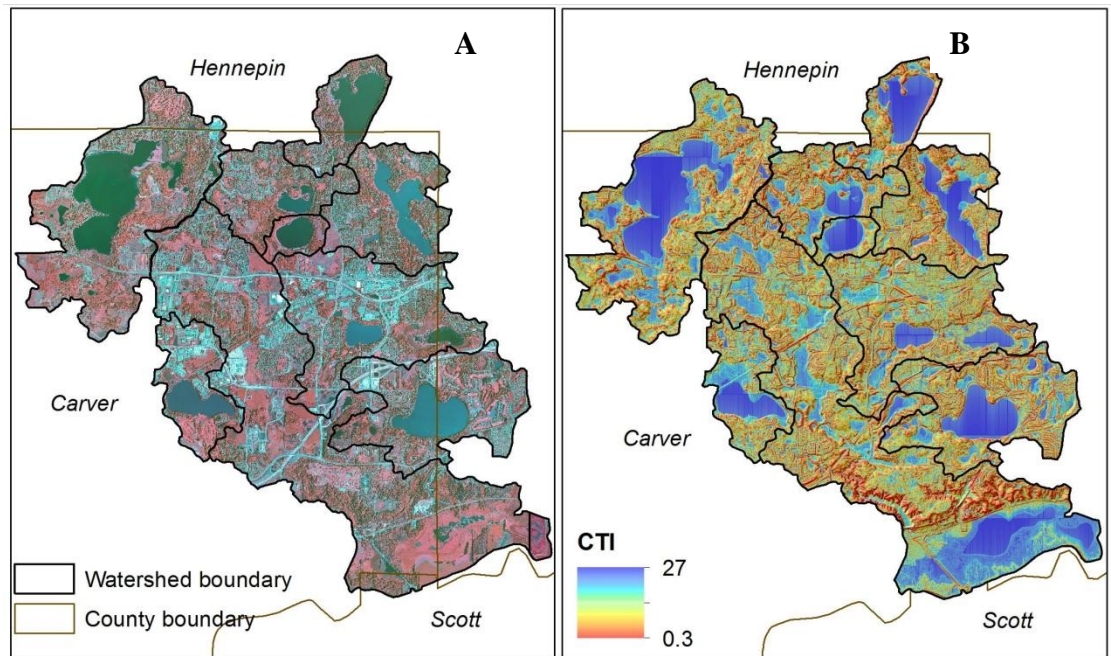 A
Hennepin
Carver
Watershed boundary
County boundary
Scott
B
Hennepin
Carver
CTI
27
0.3
Scott